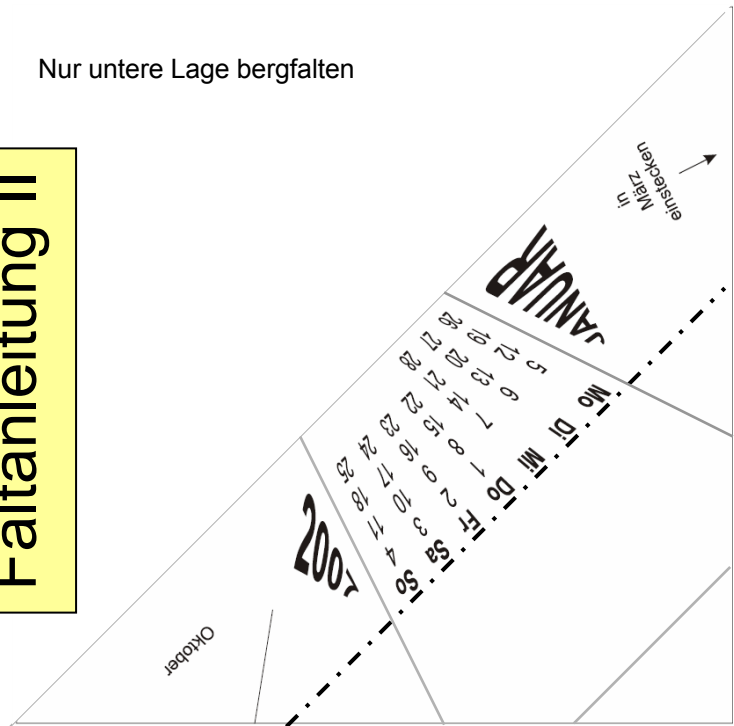 Nur untere Lage bergfalten
Faltanleitung II
in
März
einstecken
JANUAR
Mo Di Mi Do Fr Sa So
1 2 3 4
5 6 7 8 9 10 11
12 13 14 15 16 17 18
19 20 21 22 23 24 25
26 27 28
2007
Oktober